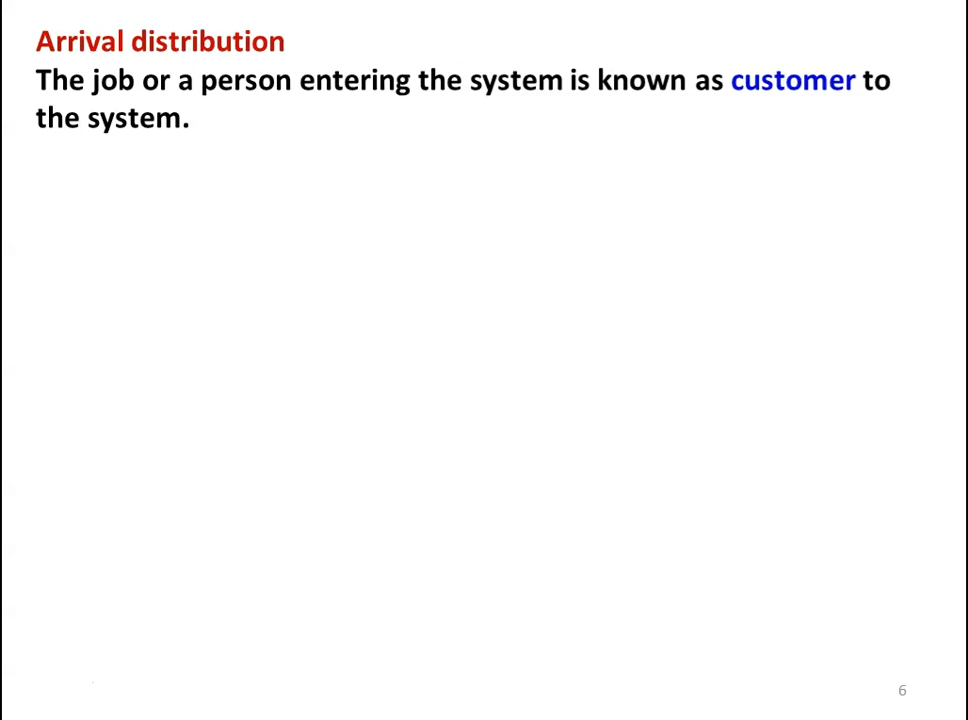 Arrival distribution
The job or a person entering the system is known as customer to
the system.
6